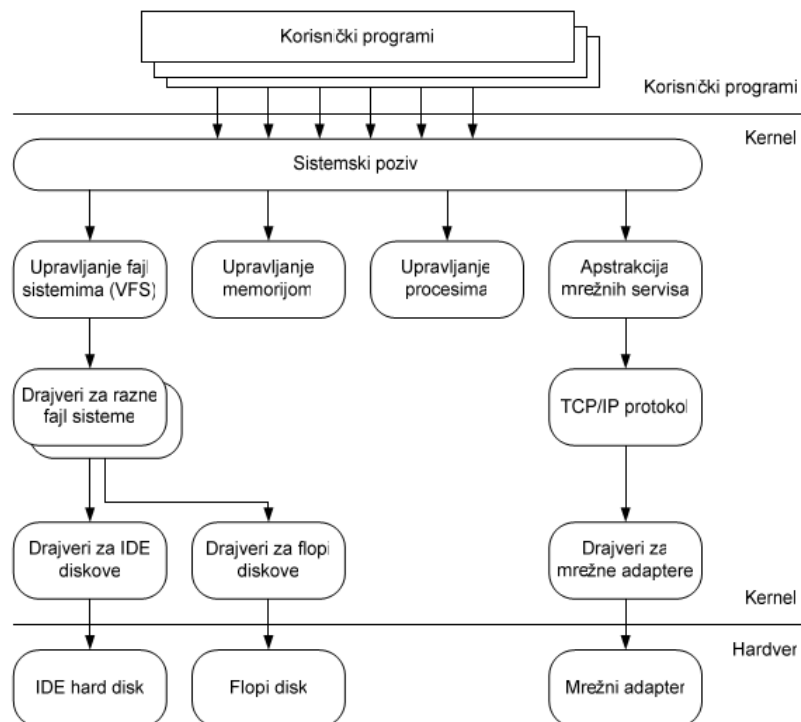 Korisnički programi
Korisnički programi
Kernel
Sistemski poziv
Upravljanje fajl
sistemima (VFS)
Upravljanje
memorijom
Upravljanje
procesima
Apstrakcija
mrežnih servisa
Drajveri za razne
fajl sisteme
TCP/IP protokol
Drajveri za IDE
diskove
Drajveri za flopi
diskove
Drajveri za
mrežne adaptere
Kernel
Hardver
IDE hard disk
Flopi disk
Mrežni adapter